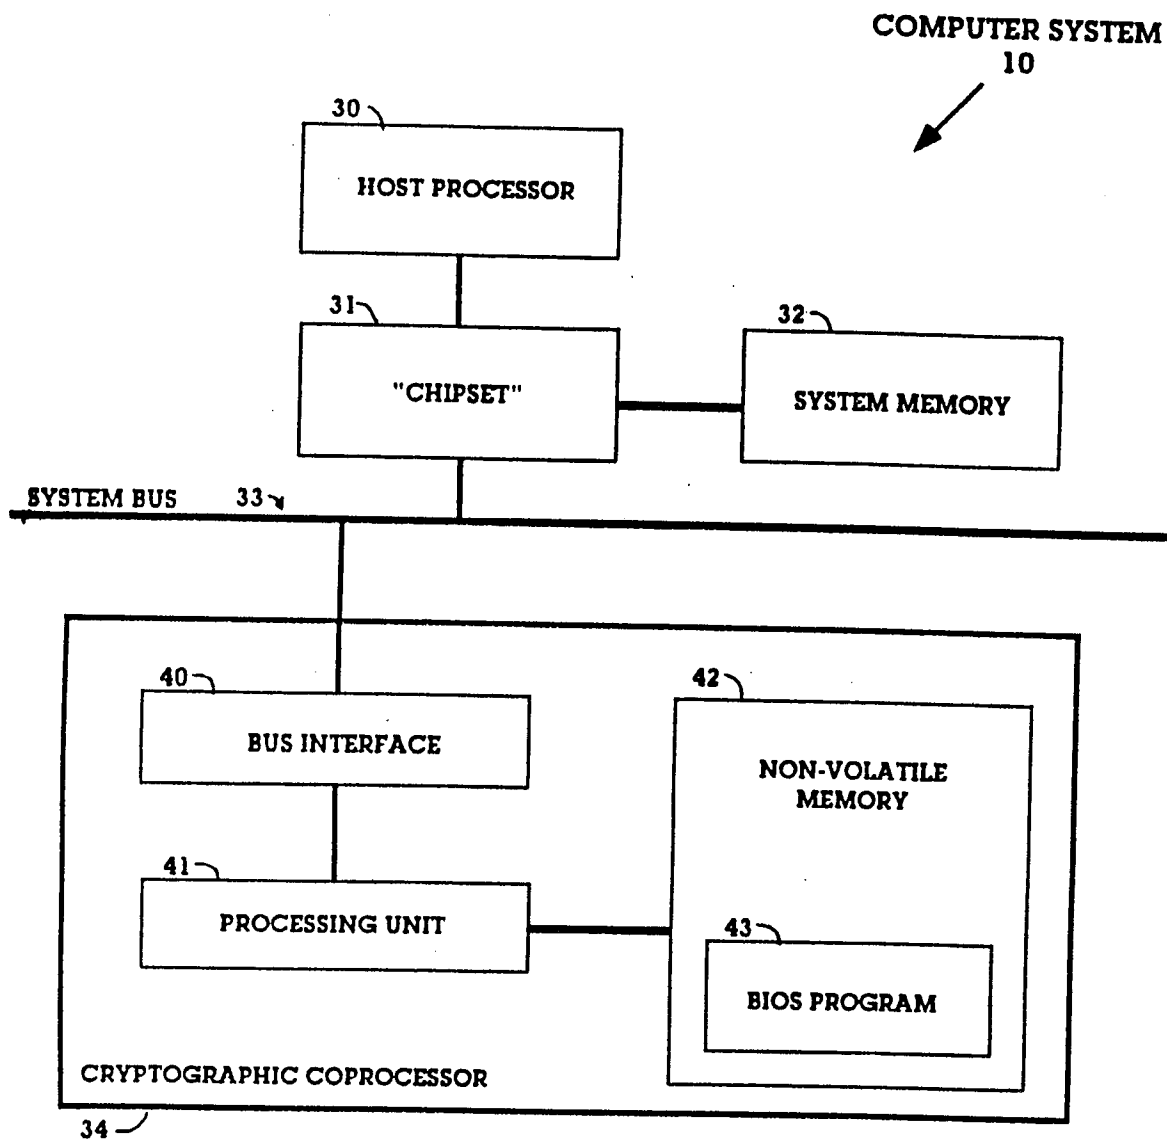 COMPUTER SYSTEM
10
30
HOST PROCESSOR
31
"CHIPSET"
32
SYSTEM MEMORY
SYSTEM BUS
33
40
BUS INTERFACE
42
NON-VOLATILE
MEMORY
41
PROCESSING UNIT
43
BIOS PROGRAM
CRYPTOGRAPHIC COPROCESSOR
34